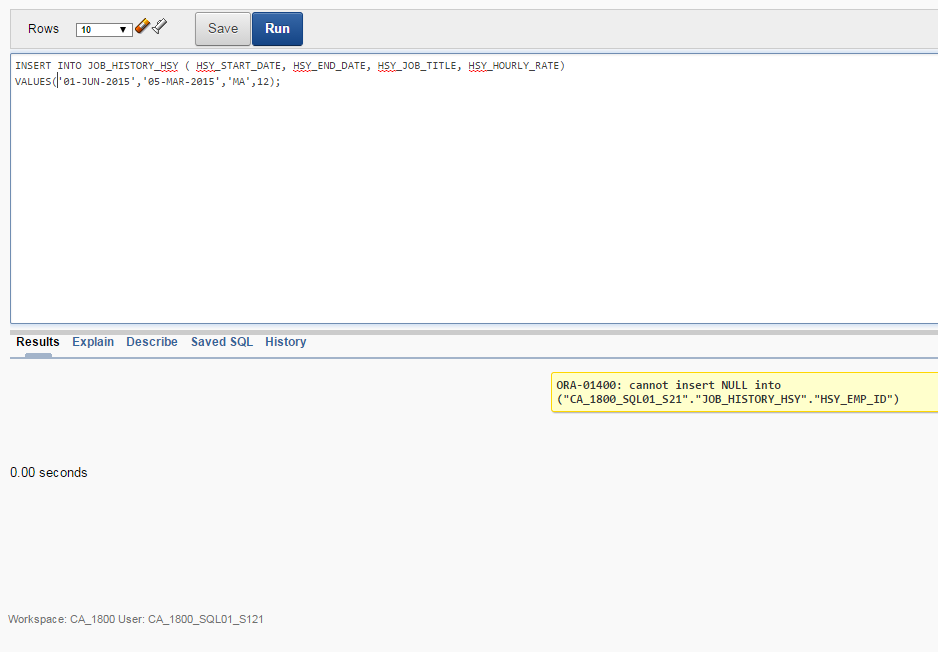 Rows 10 Save Run
INSERT INTO JOB_HISTORY_HSY ( HSY_START_DATE, HSY_END_DATE, HSY_JOB_TITLE, HSY_HOURLY_RATE)
VALUES('01-JUN-2015','05-MAR-2015','MA',12);
Results Explain Describe Saved SQL History
ORA-01400: cannot insert NULL into
("CA_1800_SQL01_S21"."JOB_HISTORY_HSY"."HSY_EMP_ID")
0.00 seconds
Workspace: CA_1800 User: CA_1800_SQL01_S121